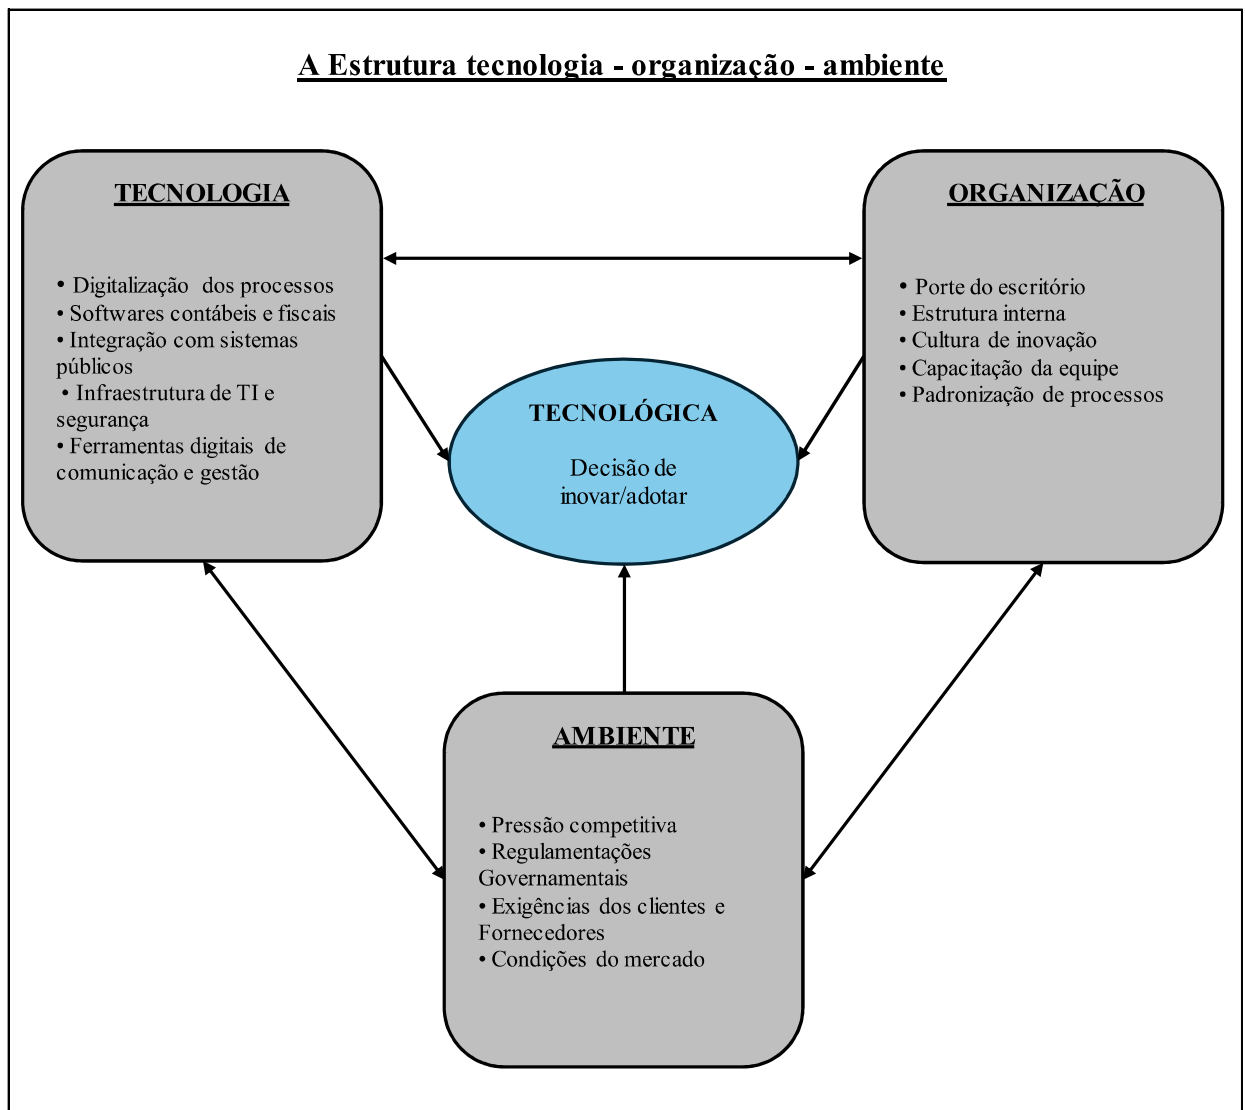 A Estrutura tecnologia - organização - ambiente
TECNOLOGIA
• Digitalização dos processos
• Softwares contábeis e fiscais
• Integração com sistemas
públicos
• Infraestrutura de TI e
segurança
• Ferramentas digitais de
comunicação e gestão
ORGANIZAÇÃO
• Porte do escritório
• Estrutura interna
• Cultura de inovação
• Capacitação da equipe
• Padronização de processos
TECNOLÓGICA
Decisão de
inovar/adotar
AMBIENTE
• Pressão competitiva
• Regulamentações
Governamentais
• Exigências dos clientes e
Fornecedores
• Condições do mercado